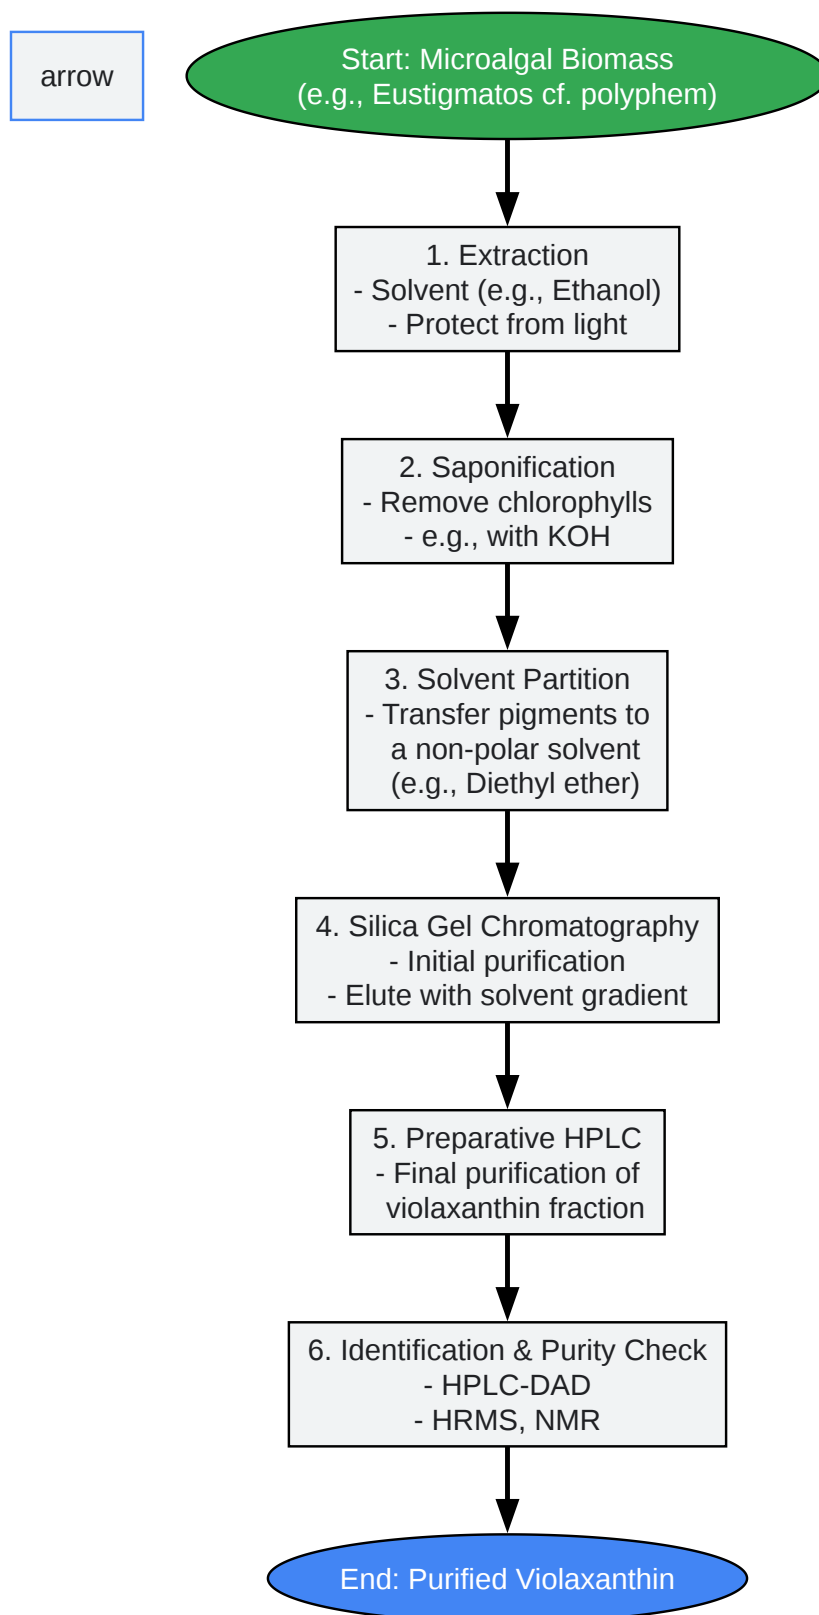 arrow
Start: Microalgal Biomass
(e.g., Eustigmatos cf. polyphem)
1. Extraction
- Solvent (e.g., Ethanol)
- Protect from light
2. Saponification
- Remove chlorophylls
- e.g., with KOH
3. Solvent Partition
- Transfer pigments to
a non-polar solvent
(e.g., Diethyl ether)
4. Silica Gel Chromatography
- Initial purification
- Elute with solvent gradient
5. Preparative HPLC
- Final purification of
violaxanthin fraction
6. Identification & Purity Check
- HPLC-DAD
- HRMS, NMR
End: Purified Violaxanthin